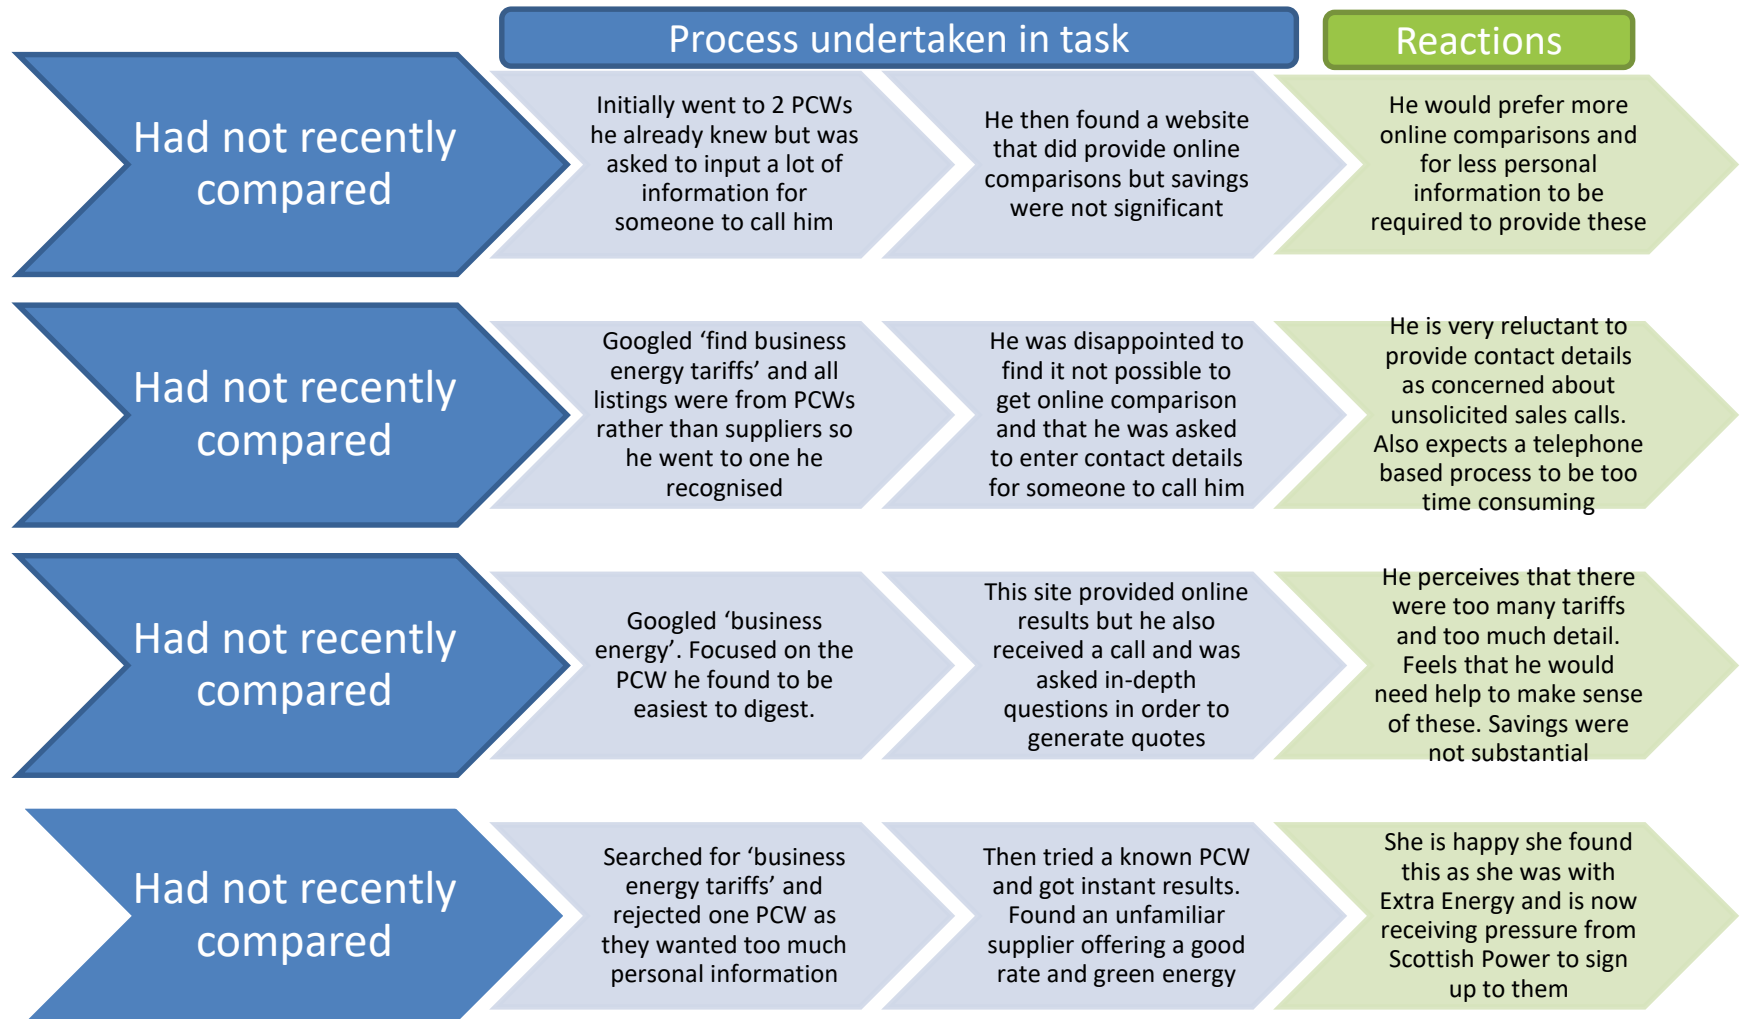 Process undertaken in task
Reactions
Had not recently
compared
Initially went to 2 PCWs
he already knew but was
asked to input a lot of
information for
someone to call him
He then found a website
that did provide online
comparisons but savings
were not significant
He would prefer more
online comparisons and
for less personal
information to be
required to provide these
Had not recently
compared
Googled ‘find business
energy tariffs’ and all
listings were from PCWs
rather than suppliers so
he went to one he
recognised
He was disappointed to
find it not possible to
get online comparison
and that he was asked
to enter contact details
for someone to call him
He is very reluctant to
provide contact details
as concerned about
unsolicited sales calls.
Also expects a telephone
based process to be too
time consuming
Had not recently
compared
Googled ‘business
energy’. Focused on the
PCW he found to be
easiest to digest.
This site provided online
results but he also
received a call and was
asked in-depth
questions in order to
generate quotes
He perceives that there
were too many tariffs
and too much detail.
Feels that he would
need help to make sense
of these. Savings were
not substantial
Had not recently
compared
Searched for ‘business
energy tariffs’ and
rejected one PCW as
they wanted too much
personal information
Then tried a known PCW
and got instant results.
Found an unfamiliar
supplier offering a good
rate and green energy
She is happy she found
this as she was with
Extra Energy and is now
receiving pressure from
Scottish Power to sign
up to them